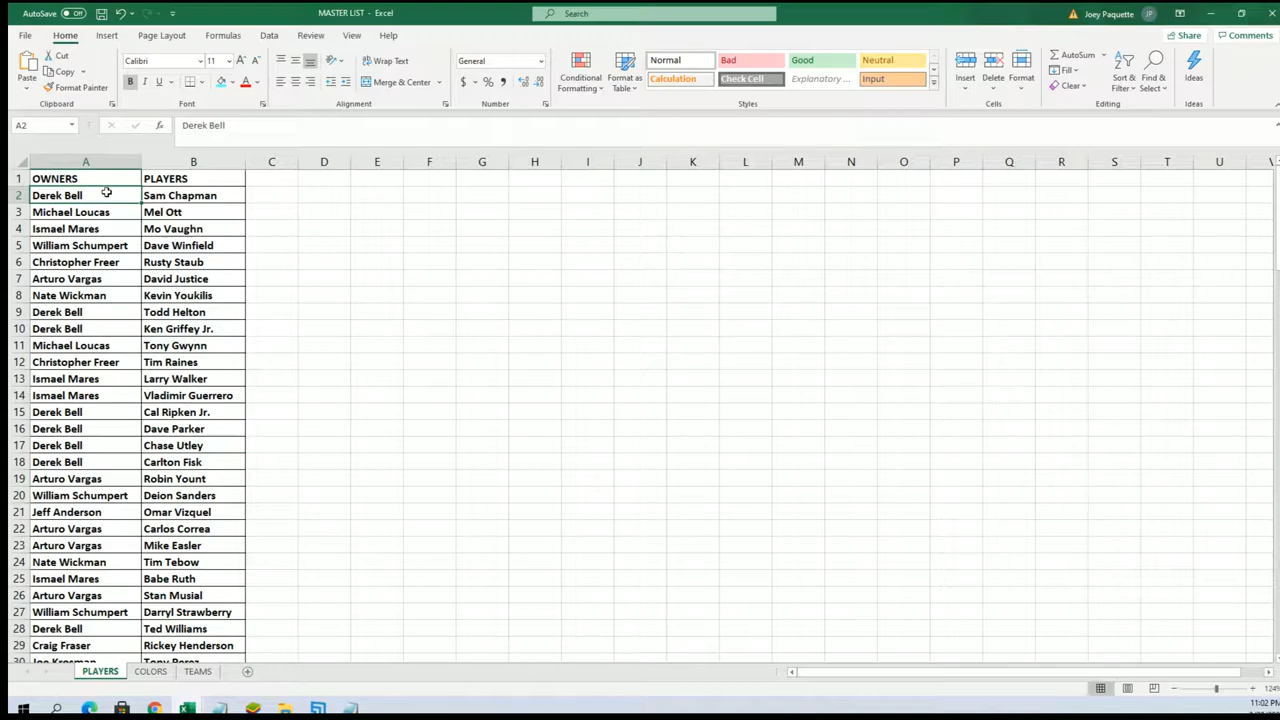 AutoSave Off MASTER LIST - Excel Search Joey Paquette JP
File Home Insert Page Layout Formulas Data Review View Help Share Comments
Paste Cut Copy Format Painter Clipboard
Calibri 11 B I U Font
Wrap Text Merge & Center Alignment
General $ % Number
Conditional Formatting Format as Table
Normal Bad Good Neutral
Calculation Check Cell Explanatory ... Input
Styles
Insert Delete Format Cells
AutoSum Fill Clear Sort & Filter Find & Select Editing
Ideas Ideas
A2 fx Derek Bell
A B C D E F G H I J K L M N O P Q R S T U
1 OWNERS PLAYERS
2 Derek Bell Sam Chapman
3 Michael Loucas Mel Ott
4 Ismael Mares Mo Vaughn
5 William Schumpert Dave Winfield
6 Christopher Freer Rusty Staub
7 Arturo Vargas David Justice
8 Nate Wickman Kevin Youkilis
9 Derek Bell Todd Helton
10 Derek Bell Ken Griffey Jr.
11 Michael Loucas Tony Gwynn
12 Christopher Freer Tim Raines
13 Ismael Mares Larry Walker
14 Ismael Mares Vladimir Guerrero
15 Derek Bell Cal Ripken Jr.
16 Derek Bell Dave Parker
17 Derek Bell Chase Utley
18 Derek Bell Carlton Fisk
19 Arturo Vargas Robin Yount
20 William Schumpert Deion Sanders
21 Jeff Anderson Omar Vizquel
22 Arturo Vargas Carlos Correa
23 Arturo Vargas Mike Easler
24 Nate Wickman Tim Tebow
25 Ismael Mares Babe Ruth
26 Arturo Vargas Stan Musial
27 William Schumpert Darryl Strawberry
28 Derek Bell Ted Williams
29 Craig Fraser Rickey Henderson
30 Tony Perez
PLAYERS COLORS TEAMS
124%
11:02 PM